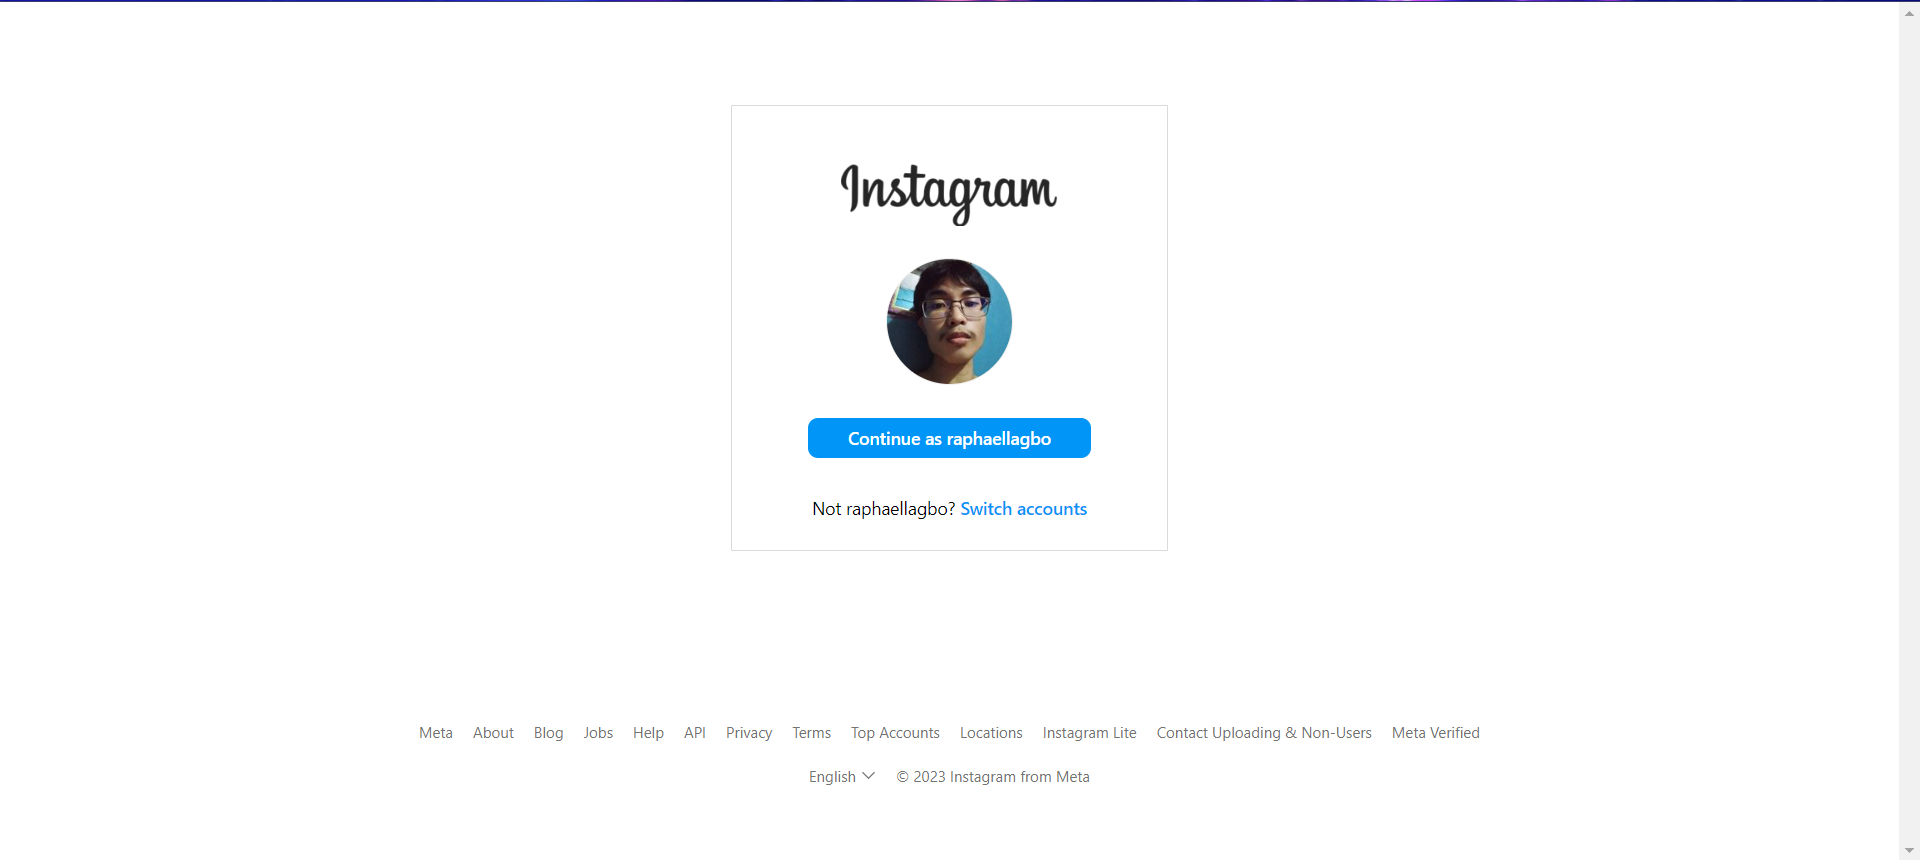 Instagram
Continue as raphaellagbo
Not raphaellagbo? Switch accounts
Meta About Blog Jobs Help API Privacy Terms Top Accounts Locations Instagram Lite Contact Uploading & Non-Users Meta Verified
English © 2023 Instagram from Meta